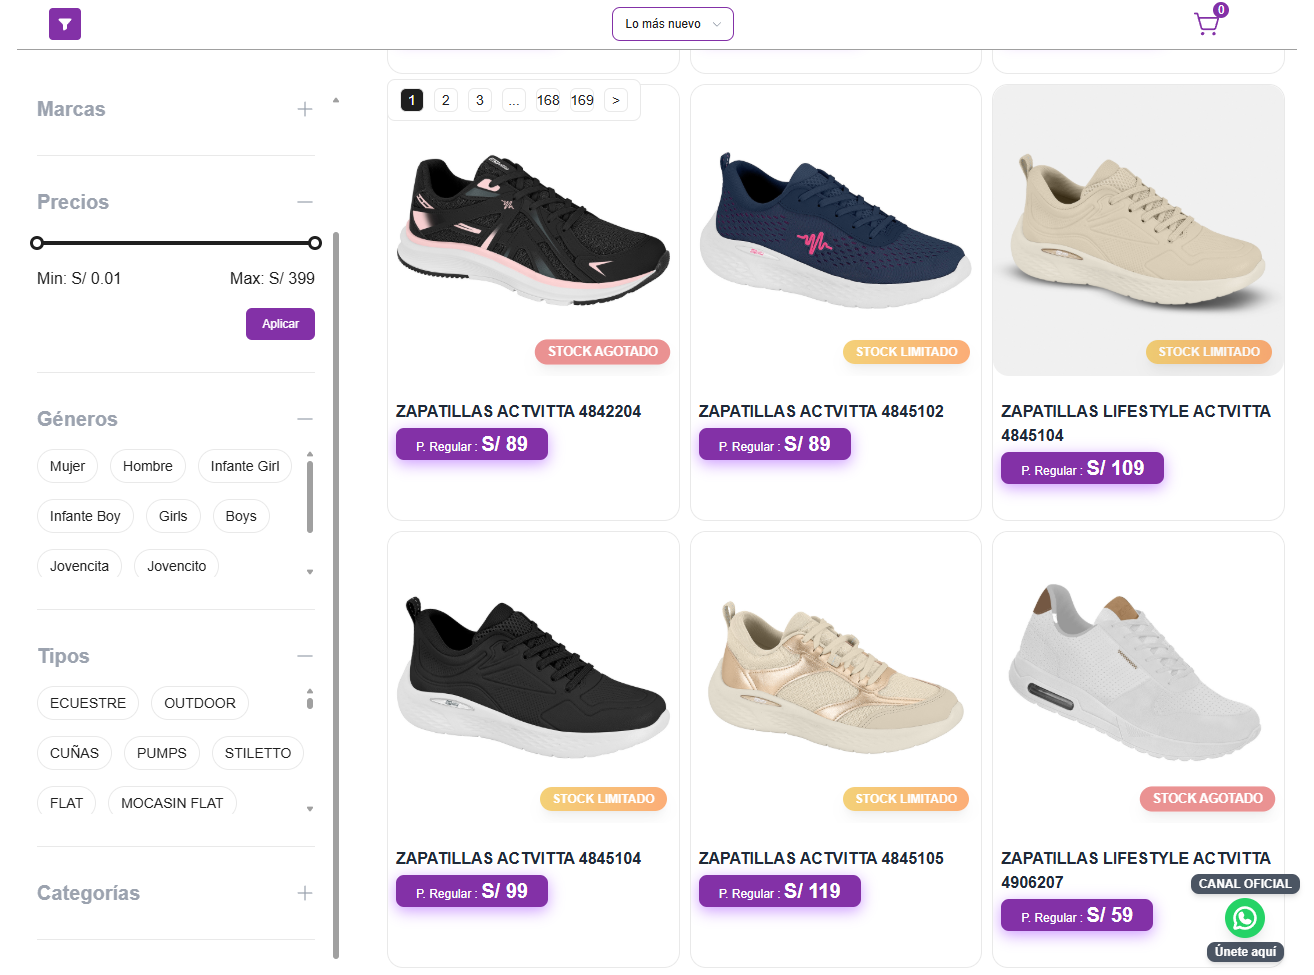 Lo más nuevo
0
Marcas
Precios
Min: S/ 0.01
Max: S/ 399
Aplicar
Géneros
Mujer
Hombre
Infante Girl
Infante Boy
Girls
Boys
Jovencita
Jovencito
Tipos
ECUESTRE
OUTDOOR
CUÑAS
PUMPS
STILETTO
FLAT
MOCASIN FLAT
Categorías
1 2 3 ... 168 169 >
STOCK AGOTADO
ZAPATILLAS ACTVITTA 4842204
P. Regular : S/ 89
STOCK LIMITADO
ZAPATILLAS ACTVITTA 4845102
P. Regular : S/ 89
STOCK LIMITADO
ZAPATILLAS LIFESTYLE ACTVITTA
4845104
P. Regular : S/ 109
STOCK LIMITADO
ZAPATILLAS ACTVITTA 4845104
P. Regular : S/ 99
STOCK LIMITADO
ZAPATILLAS ACTVITTA 4845105
P. Regular : S/ 119
STOCK AGOTADO
ZAPATILLAS LIFESTYLE ACTVITTA
4906207
P. Regular : S/ 59
CANAL OFICIAL
Únete aquí